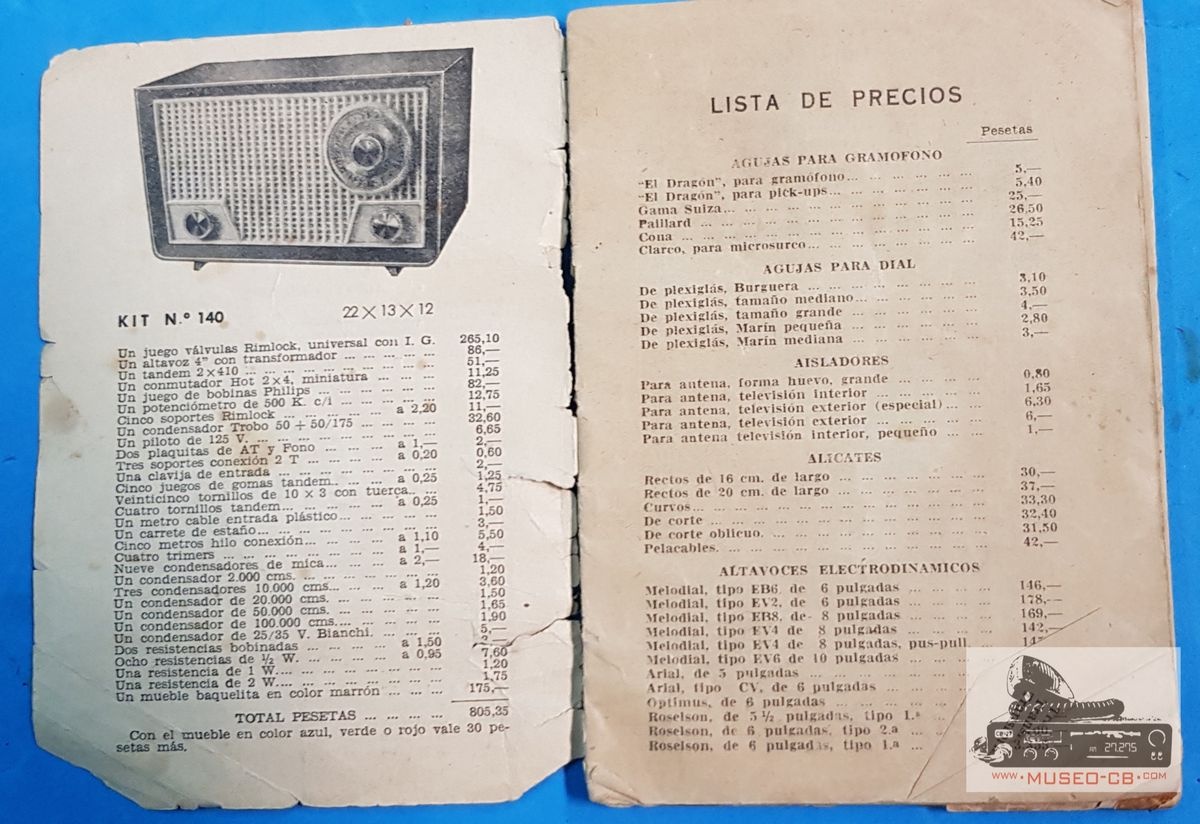 KIT N.º 140 22×13×12
Un juego válvulas Rimlock, universal con I. G. 265,10
Un altavoz 4" con transformador ... ... ... ... ... 86,—
Un tandem 2×410 ... ... ... ... ... ... ... ... 51,—
Un conmutador Hot 2×4, miniatura ... ... ... 11,25
Un juego de bobinas Philips ... ... ... ... ... 82,—
Un potenciómetro de 500 K. c/i ... ... ... ... 12,75
Cinco soportes Rimlock ... ... ... ... ... a 2,20 11,—
Un condensador Trobo 50+50/175 ... ... ... ... 32,60
Un piloto de 125 V. ... ... ... ... ... ... ... 6,65
Dos plaquitas de AT y Fono ... ... ... a 1,— 2,—
Tres soportes conexión 2 T ... ... ... ... a 0,20 0,60
Una clavija de entrada ... ... ... ... ... ... 2,—
Cinco juegos de gomas tandem.. ... ... a 0,25 1,25
Veinticinco tornillos de 10 × 3 con tuerca.. ... 4,75
Cuatro tornillos tandem... ... ... ... ... a 0,25 1,—
Un metro cable entrada plástico... ... ... ... 1,50
Un carrete de estaño... ... ... ... ... ... ... 3,—
Cinco metros hilo conexión... ... ... ... a 1,10 5,50
Cuatro trimers ... ... ... ... ... ... ... a 1,— 4,—
Nueve condensadores de mica... ... ... a 2,— 18,—
Un condensador 2.000 cms. ... ... ... ... ... 1,20
Tres condensadores 10.000 cms... ... ... a 1,20 3,60
Un condensador de 20.000 cms. ... ... ... ... 1,50
Un condensador de 50.000 cms. ... ... ... ... 1,65
Un condensador de 100.000 cms. ... ... ... ... 1,90
Un condensador de 25/35 V. Bianchi. ... ... ... 5,—
Dos resistencias bobinadas ... ... ... ... a 1,50
Ocho resistencias de ½ W. ... ... ... ... a 0,95 7,60
Una resistencia de 1 W.... ... ... ... ... ... 1,20
Una resistencia de 2 W.... ... ... ... ... ... 1,75
Un mueble baquelita en color marrón ... ... ... 175,—
TOTAL PESETAS ... ... ... ... 805,35
Con el mueble en color azul, verde o rojo vale 30 pe-
setas más.
LISTA DE PRECIOS
Pesetas
AGUJAS PARA GRAMOFONO
"El Dragón", para gramófono... ... ... ... ... 5,—
"El Dragón", para pick-ups... ... ... ... ... 5,40
Gama Suiza... ... ... ... ... ... ... ... ... 25,—
Paillard ... ... ... ... ... ... ... ... ... 26,50
Cona ... ... ... ... ... ... ... ... ... ... 15,25
Clarco, para microsurco... ... ... ... ... ... 42,—
AGUJAS PARA DIAL
De plexiglás, Burguera ... ... ... ... ... ... 3,10
De plexiglás, tamaño mediano... ... ... ... ... 3,50
De plexiglás, tamaño grande ... ... ... ... ... 4,—
De plexiglás, Marín pequeña ... ... ... ... ... 2,80
De plexiglás, Marín mediana ... ... ... ... ... 3,—
AISLADORES
Para antena, forma huevo, grande ... ... ... ... 0,80
Para antena, televisión interior ... ... ... ... 1,65
Para antena, televisión exterior (especial)... ... 6,30
Para antena, televisión exterior ... ... ... ... 6,—
Para antena televisión interior, pequeño ... ... 1,—
ALICATES
Rectos de 16 cm. de largo ... ... ... ... ... 30,—
Rectos de 20 cm. de largo ... ... ... ... ... 37,—
Curvos... ... ... ... ... ... ... ... ... ... 33,30
De corte ... ... ... ... ... ... ... ... ... 32,40
De corte oblicuo. ... ... ... ... ... ... ... 31,50
Pelacables. ... ... ... ... ... ... ... ... 42,—
ALTAVOCES ELECTRODINAMICOS
Melodial, tipo EB6, de 6 pulgadas ... ... ... 146,—
Melodial, tipo EV2, de 6 pulgadas ... ... ... 178,—
Melodial, tipo EB8, de 8 pulgadas ... ... ... 169,—
Melodial, tipo EV4 de 8 pulgadas ... ... ... 142,—
Melodial, tipo EV4 de 8 pulgadas, pus-pull.
Melodial, tipo EV6 de 10 pulgadas ... ... ...
Arial, de 5 pulgadas ... ... ... ... ...
Arial, tipo CV, de 6 pulgadas ... ... ...
Optimus, de 6 pulgadas ... ... ... ...
Roselson, de 5 ½ pulgadas, tipo 1.ª ...
Roselson, de 6 pulgadas, tipo 2.a ...
Roselson, de 6 pulgadas, tipo 1.a ...
27.275
www.MUSEO-CB.com